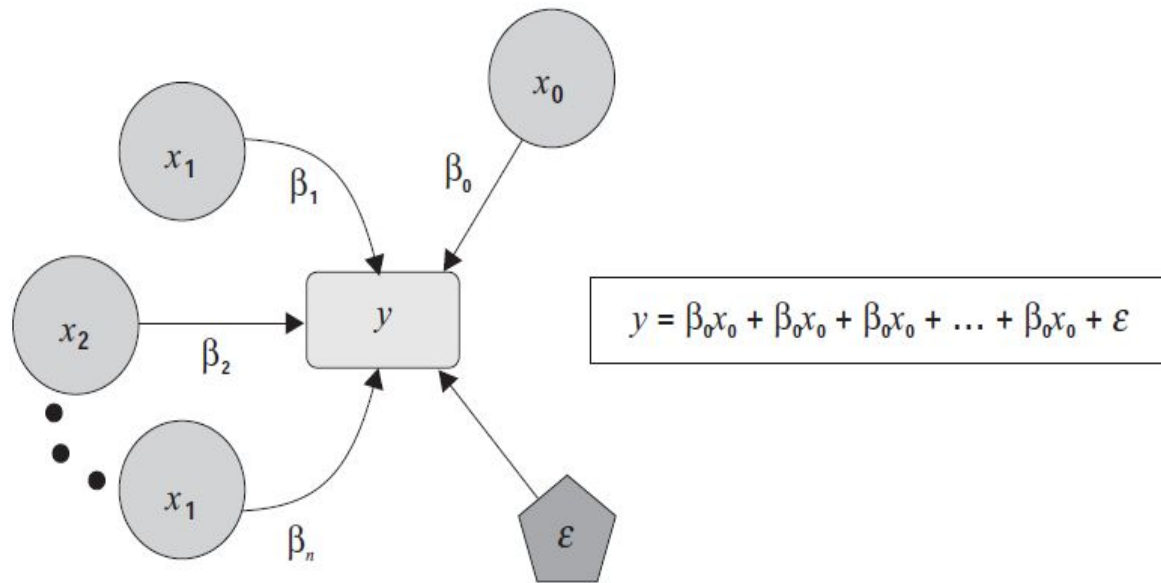 x₀
x₁
β₁
β₀
y
x₂
β₂
y = β₀x₀ + β₀x₀ + β₀x₀ + ... + β₀x₀ + ε
x₁
βₙ
ε